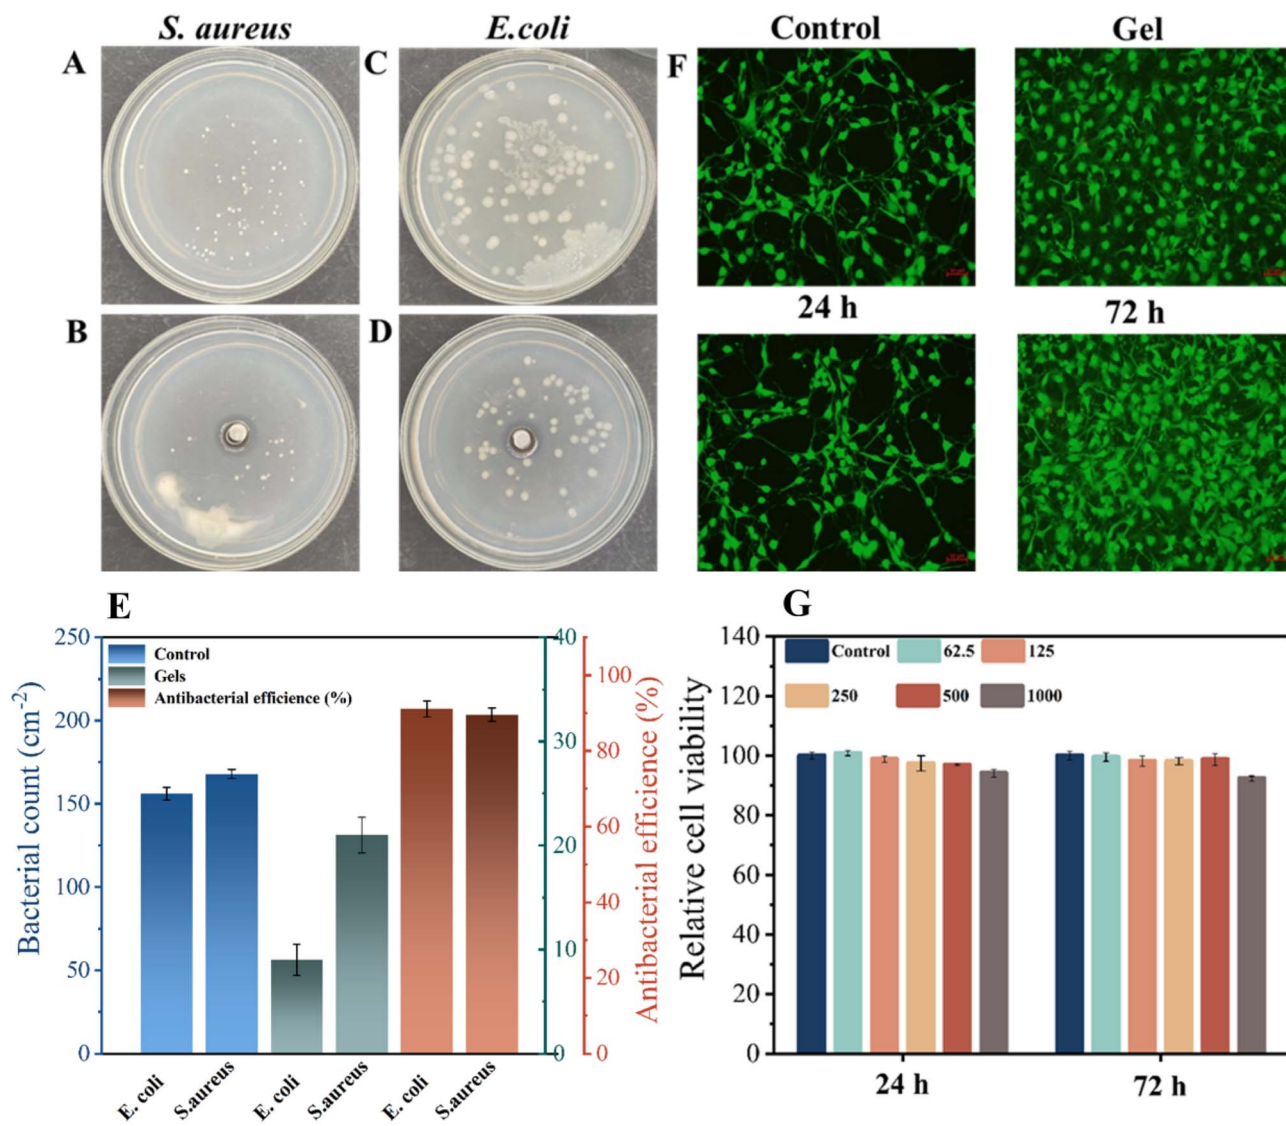 S. aureus
E.coli
Control
Gel
A
C
F
24 h
72 h
B
D
E
250
200
150
100
50
0
Bacterial count (cm⁻²)
Control
Gels
Antibacterial efficience (%)
40
30
20
10
0
100
80
60
40
20
0
Antibacterial efficience (%)
E. coli
S.aureus
E. coli
S.aureus
E. coli
S.aureus
G
140
120
100
80
60
40
20
0
Relative cell viability
Control
62.5
125
250
500
1000
24 h
72 h